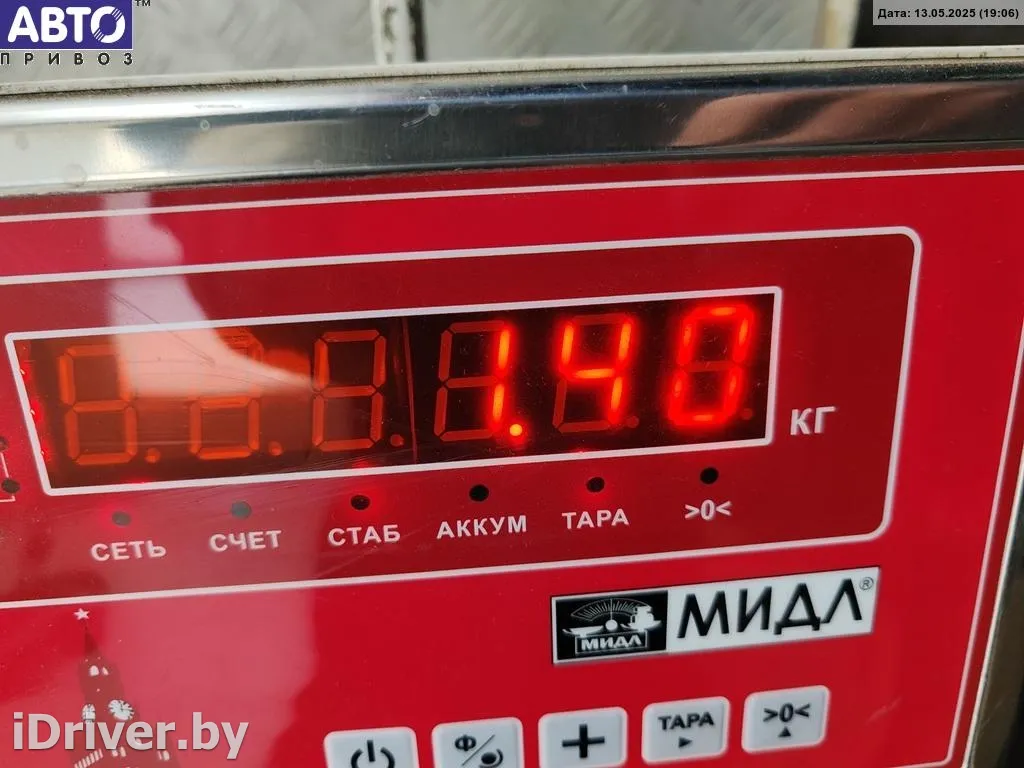 АВТО™
ПРИВОЗ
Дата: 13.05.2025 (19:06)
1.40
КГ
СЕТЬ СЧЕТ СТАБ АККУМ ТАРА >0<
МИДЛ МИДЛ®
Ф + ТАРА >0<
iDriver.by